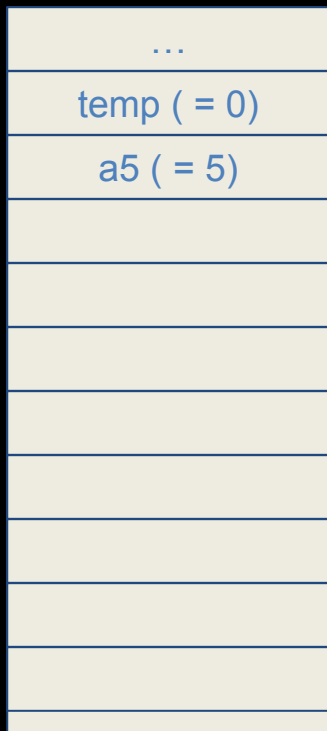 ...
temp ( = 0)
a5 ( = 5)